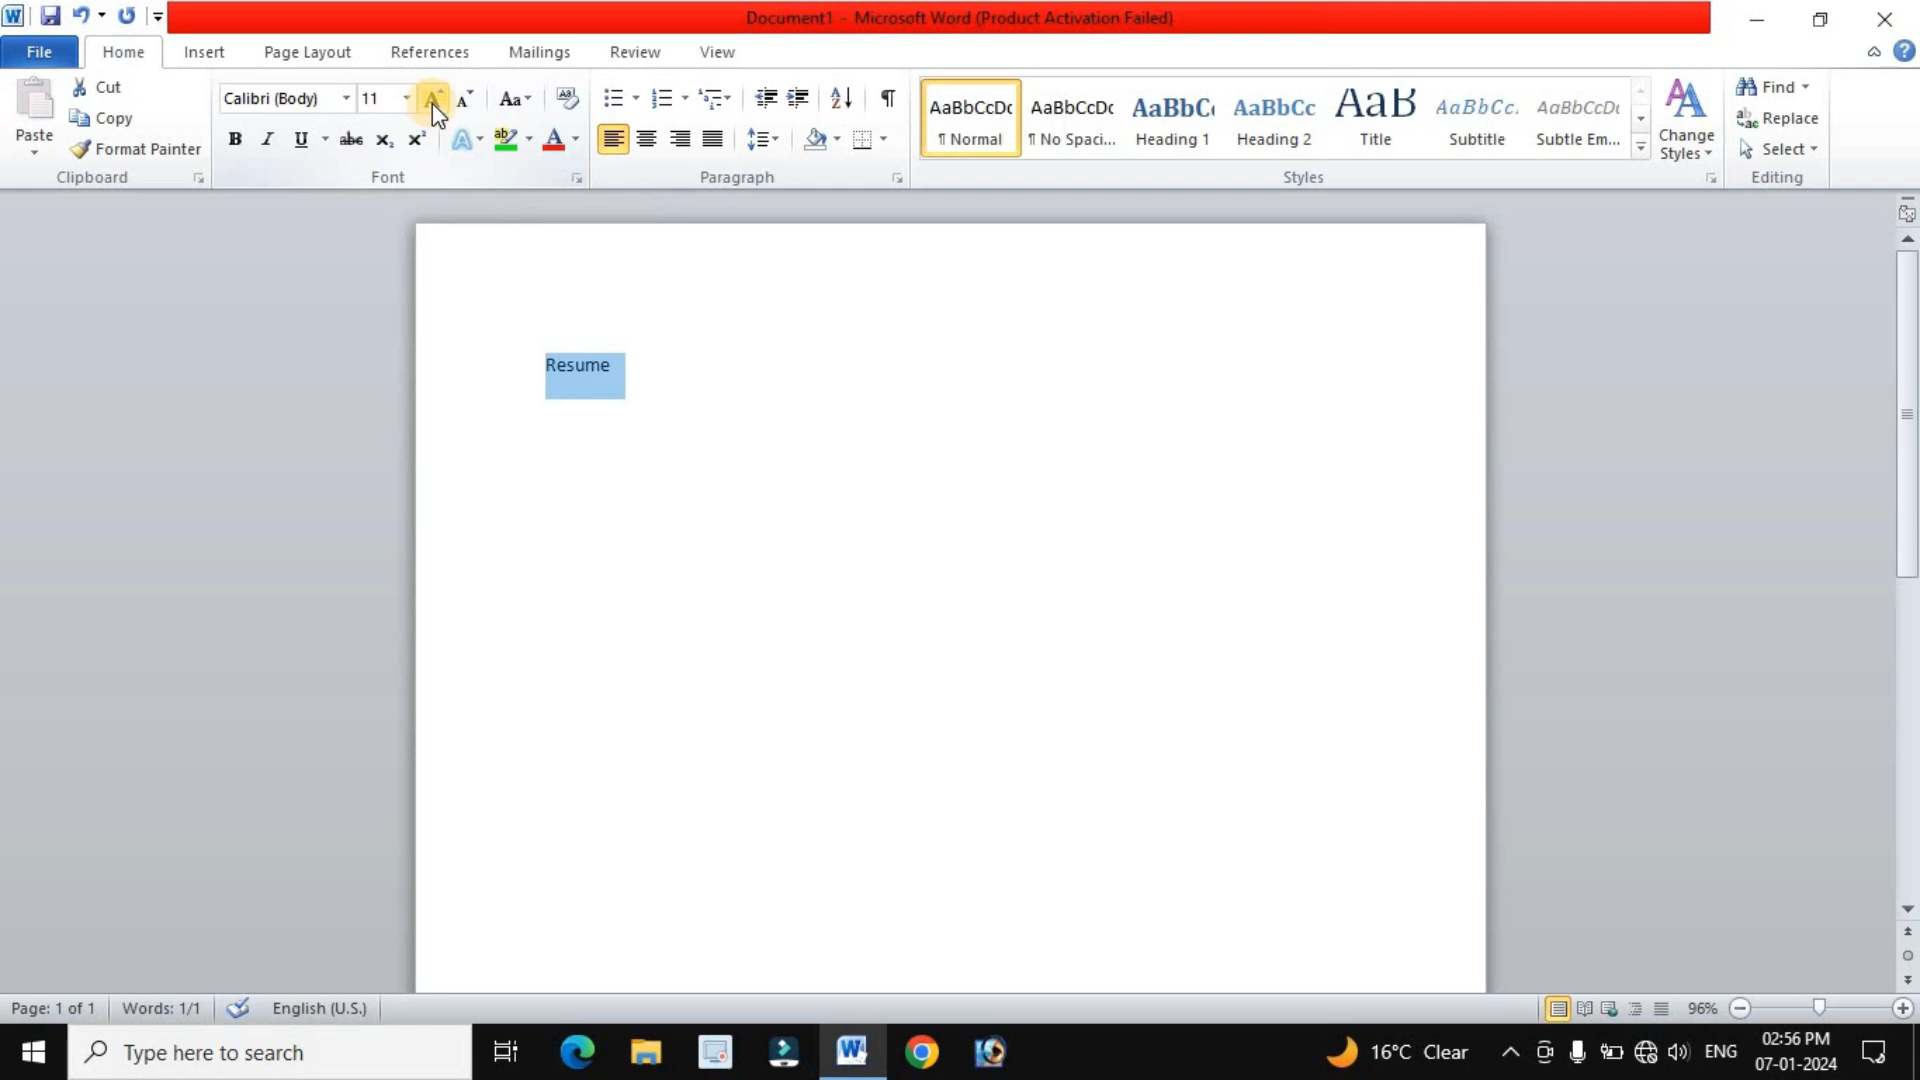 Document1 - Microsoft Word (Product Activation Failed)
File Home Insert Page Layout References Mailings Review View
Paste
Cut
Copy
Format Painter
Clipboard
Calibri (Body) 11
Font
Paragraph
AaBbCcDc AaBbCcDc AaBbC AaBbCc AaB AaBbCc. AaBbCcDc
¶ Normal ¶ No Spaci... Heading 1 Heading 2 Title Subtitle Subtle Em...
Change
Styles
Styles
Find
Replace
Select
Editing
Resume
Page: 1 of 1 Words: 1/1 English (U.S.) 96%
Type here to search
16°C Clear ENG
02:56 PM
07-01-2024